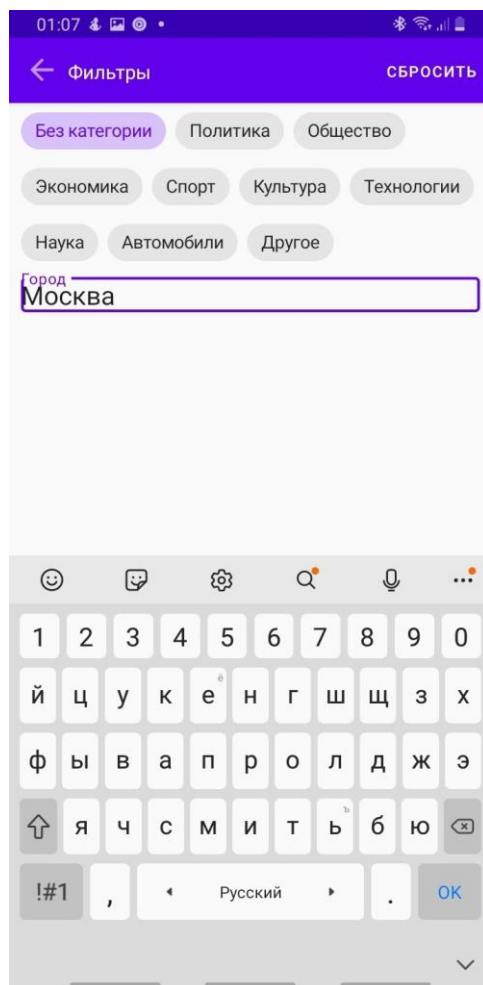 01:07
Фильтры СБРОСИТЬ
Без категории Политика Общество
Экономика Спорт Культура Технологии
Наука Автомобили Другое
Город
Москва
1 2 3 4 5 6 7 8 9 0
й ц у к е ё н г ш щ з х
ф ы в а п р о л д ж э
я ч с м и т ь ъ б ю
!#1 , Русский . ОК